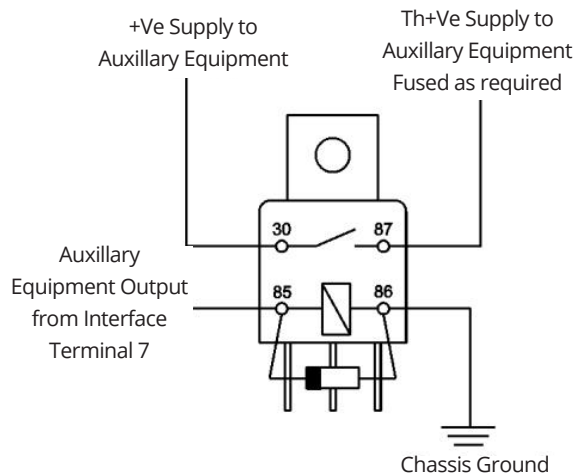 +Ve Supply to
Auxillary Equipment
Th+Ve Supply to
Auxillary Equipment
Fused as required
30
87
Auxillary
Equipment Output
from Interface
Terminal 7
85
86
Chassis Ground